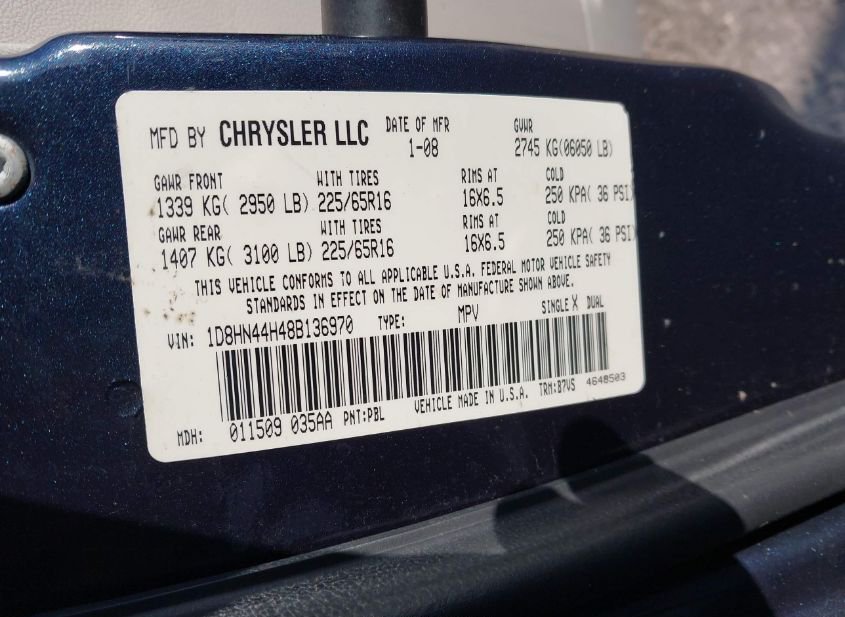 MFD BY CHRYSLER LLC DATE OF MFR GVWR
1-08 2745 KG(06050 LB)
GAWR FRONT WITH TIRES RIMS AT COLD
1339 KG( 2950 LB) 225/65R16 16X6.5 250 KPA( 36 PSI)
GAWR REAR WITH TIRES RIMS AT COLD
1407 KG( 3100 LB) 225/65R16 16X6.5 250 KPA( 36 PSI)
THIS VEHICLE CONFORMS TO ALL APPLICABLE U.S.A. FEDERAL MOTOR VEHICLE SAFETY
STANDARDS IN EFFECT ON THE DATE OF MANUFACTURE SHOWN ABOVE.
VIN: 1D8HN44H48B136970 TYPE: MPV SINGLE X DUAL
MDH: 011509 035AA PNT:PBL VEHICLE MADE IN U.S.A. TRM:B7VS 4648503